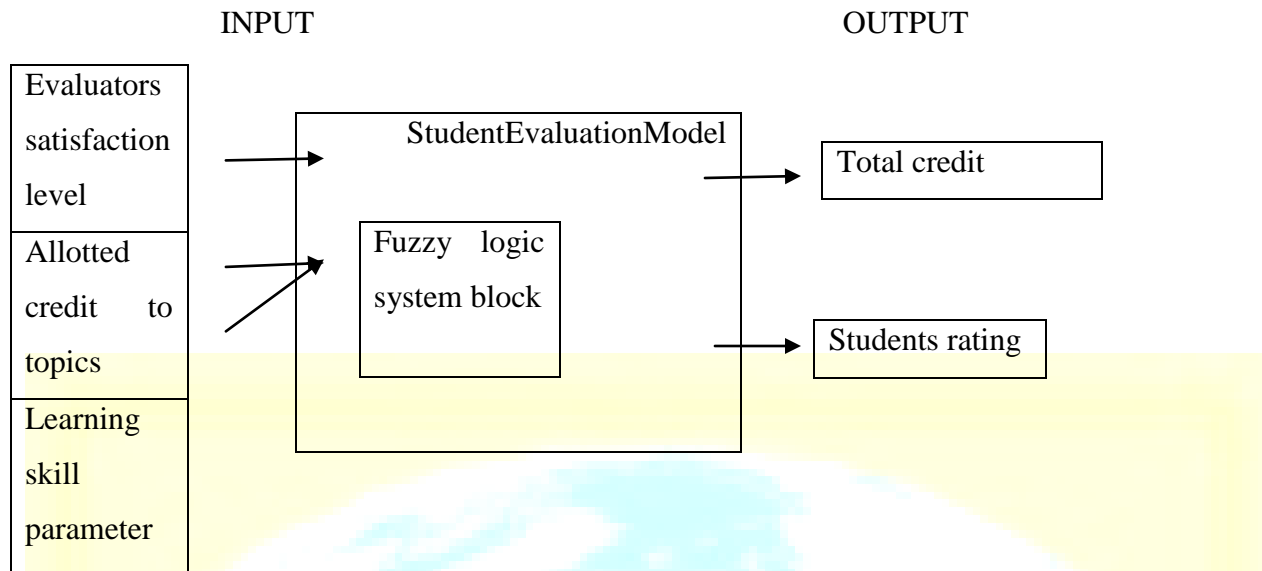 INPUT
OUTPUT
Evaluators
satisfaction
level
Allotted
credit to
topics
Learning
skill
parameter
StudentEvaluationModel
Fuzzy logic
system block
Total credit
Students rating